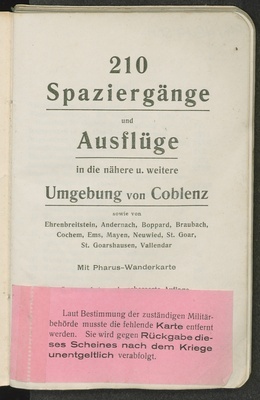 210
Spaziergänge
und
Ausflüge
in die nähere u. weitere
Umgebung von Coblenz
sowie von
Ehrenbreitstein, Andernach, Boppard, Braubach,
Cochem, Ems, Mayen, Neuwied, St. Goar,
St. Goarshausen, Vallendar
Mit Pharus-Wanderkarte
Laut Bestimmung der zuständigen Militär-
behörde musste die fehlende Karte entfernt
werden. Sie wird gegen Rückgabe die-
ses Scheines nach dem Kriege
unentgeltlich verabfolgt.